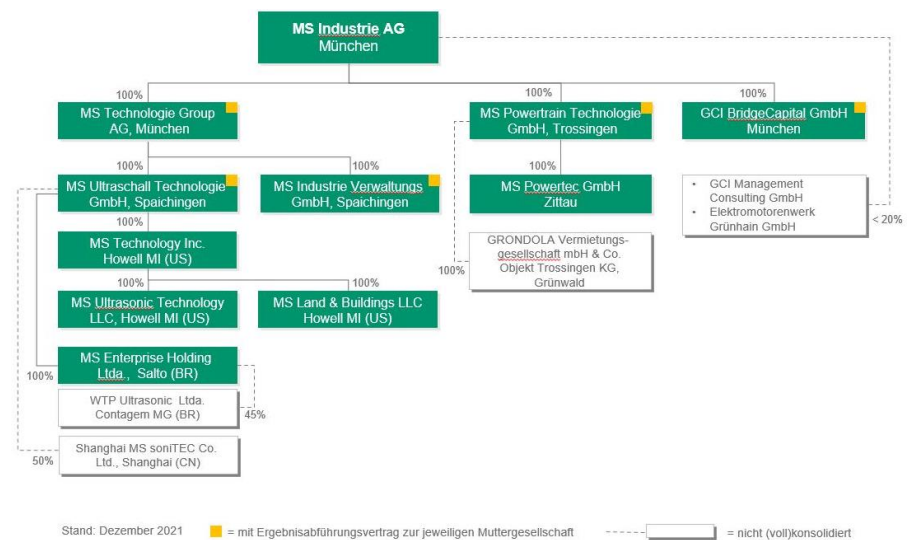 MS Industrie AG
München
100%
100%
100%
MS Technologie Group
AG, München
MS Powertrain Technologie
GmbH, Trossingen
GCI BridgeCapital GmbH
München
100%
100%
100%
MS Ultraschall Technologie
GmbH, Spaichingen
MS Industrie Verwaltungs
GmbH, Spaichingen
MS Powertec GmbH
Zittau
• GCI Management
Consulting GmbH
• Elektromotorenwerk
Grünhain GmbH
< 20%
100%
MS Technology Inc.
Howell MI (US)
GRONDOLA Vermietungs-
gesellschaft mbH & Co.
Objekt Trossingen KG,
Grünwald
100%
100%
100%
MS Ultrasonic Technology
LLC, Howell MI (US)
MS Land & Buildings LLC
Howell MI (US)
MS Enterprise Holding
Ltda., Salto (BR)
100%
WTP Ultrasonic Ltda.
Contagem MG (BR)
45%
Shanghai MS soniTEC Co.
Ltd., Shanghai (CN)
50%
Stand: Dezember 2021
= mit Ergebnisabführungsvertrag zur jeweiligen Muttergesellschaft
= nicht (voll)konsolidiert